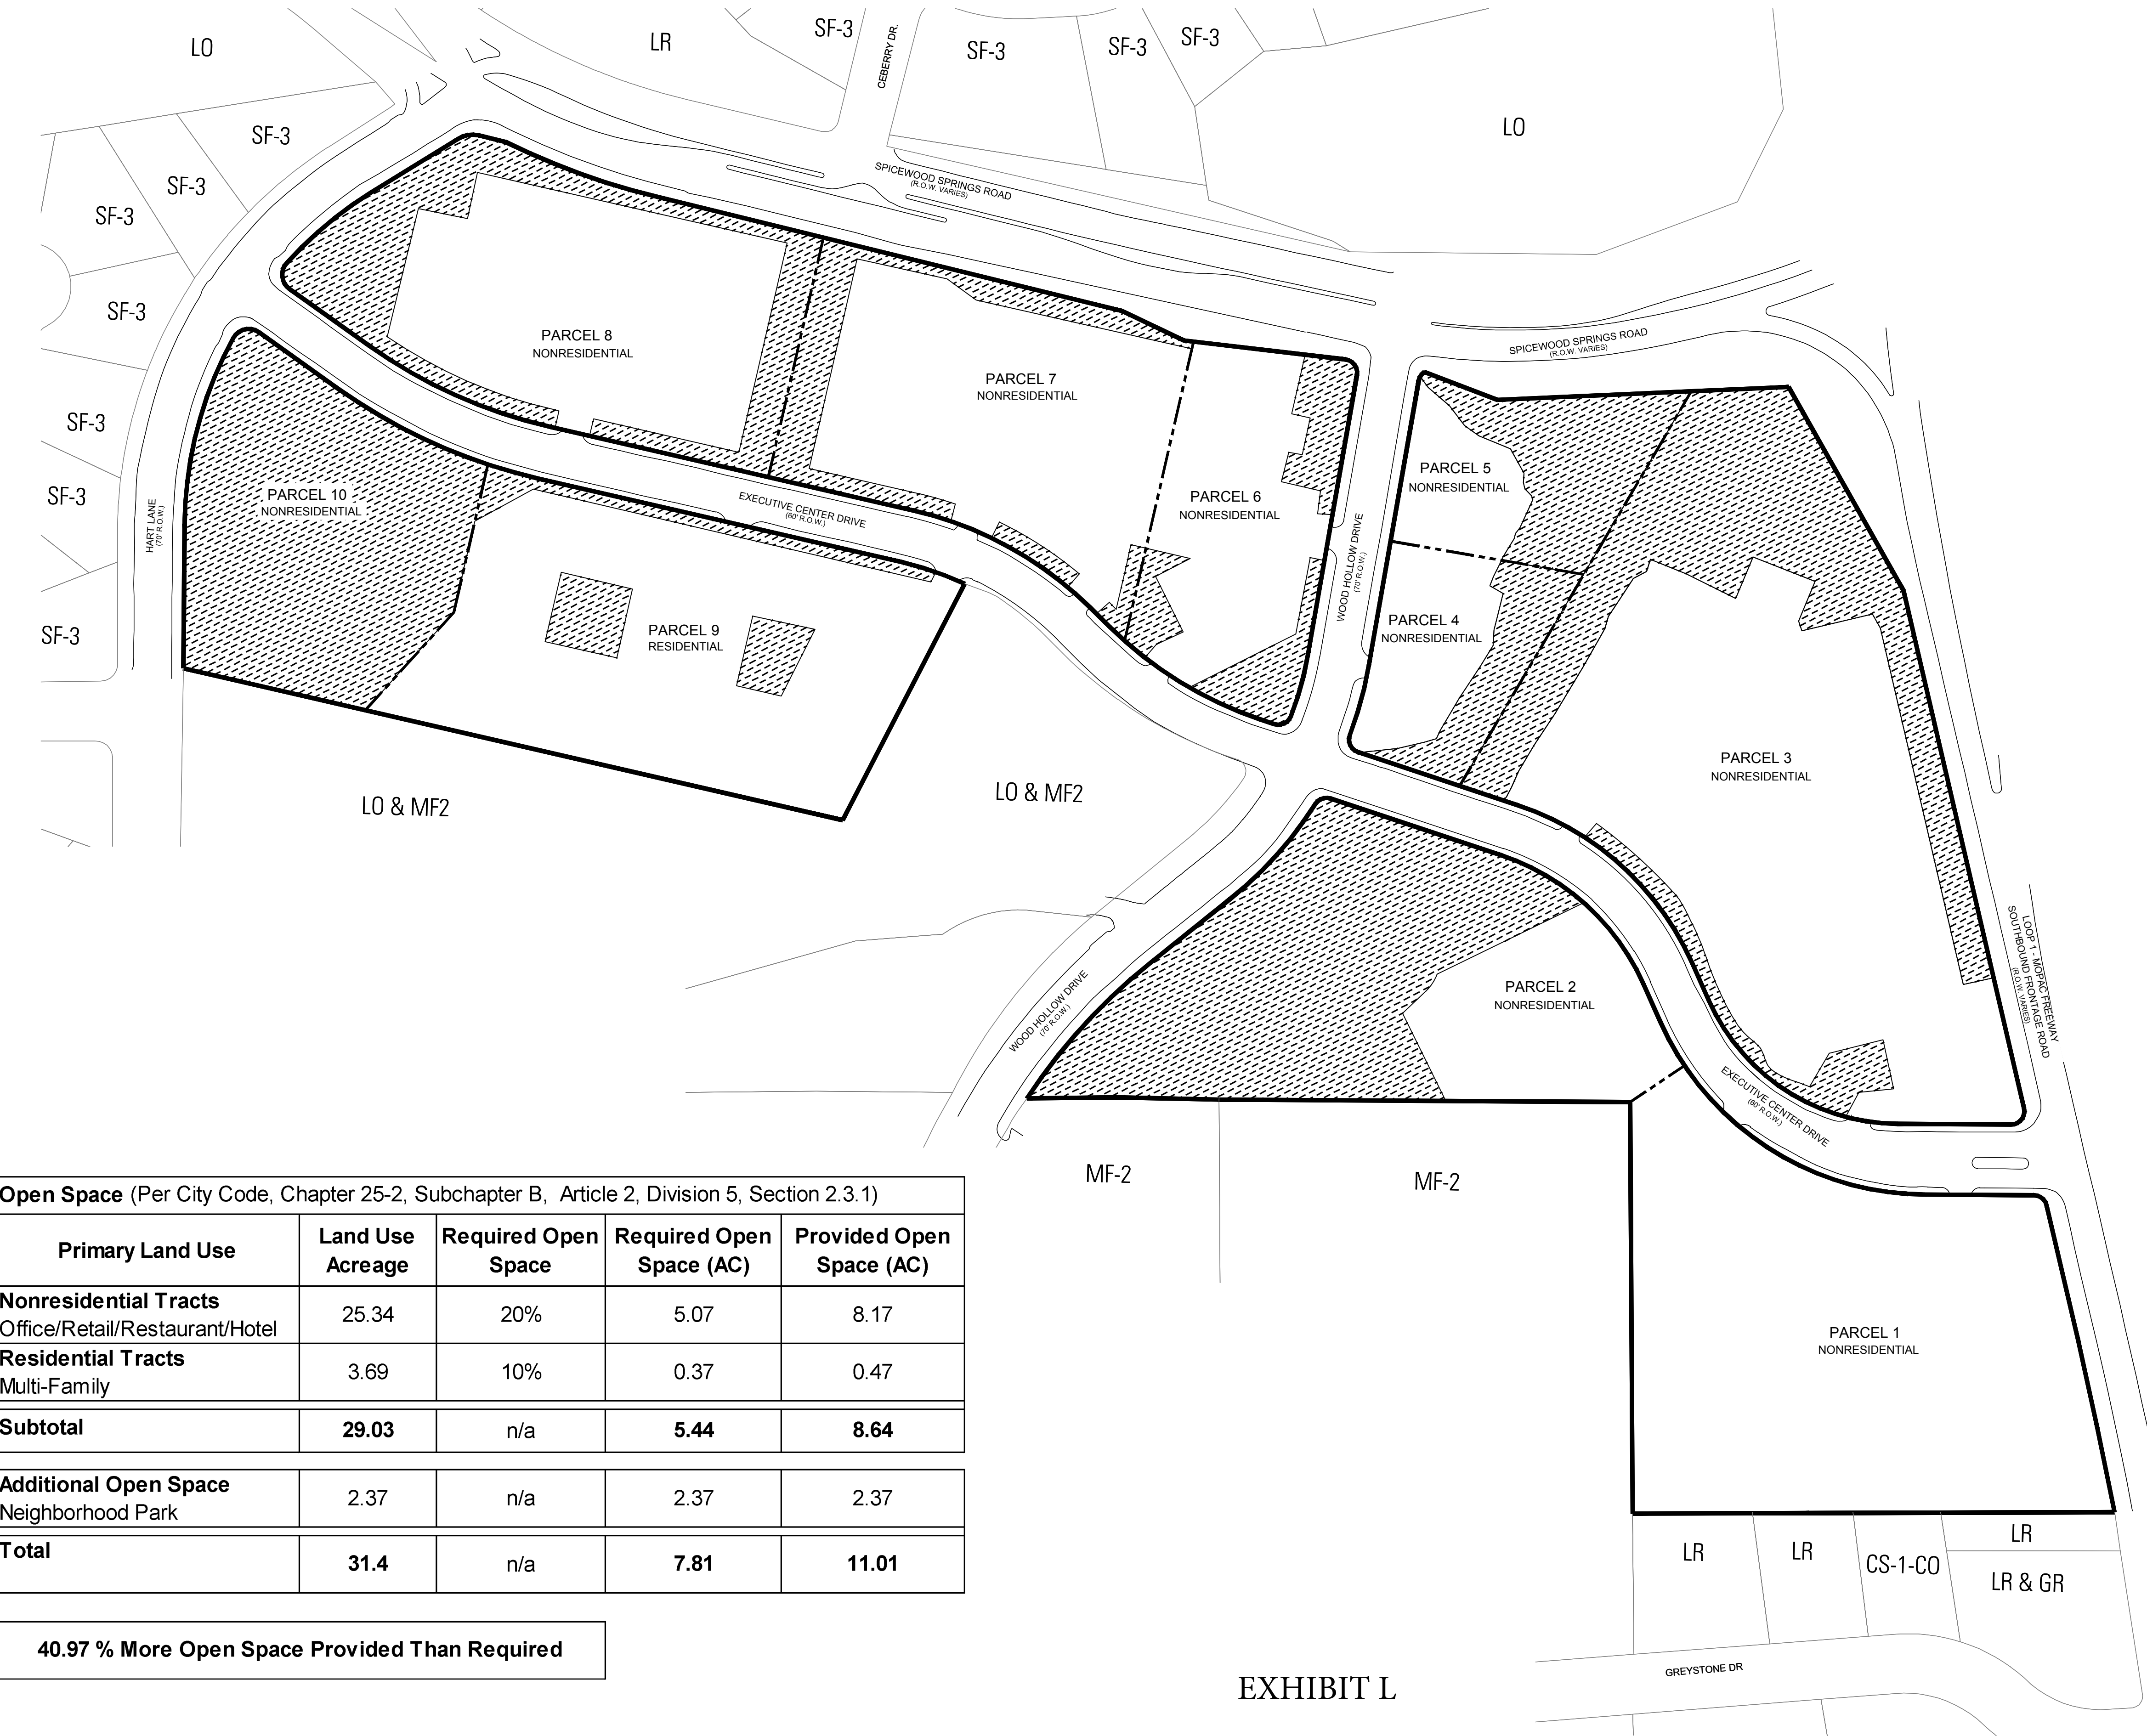 LO
LR
SF-3
CEBERRY DR.
SF-3
SF-3
SF-3
LO
SF-3
SF-3
SF-3
SF-3
SF-3
SF-3
SF-3
SPICEWOOD SPRINGS ROAD
(R.O.W. VARIES)
SPICEWOOD SPRINGS ROAD
(R.O.W. VARIES)
PARCEL 8
NONRESIDENTIAL
PARCEL 7
NONRESIDENTIAL
PARCEL 6
NONRESIDENTIAL
PARCEL 5
NONRESIDENTIAL
PARCEL 10
NONRESIDENTIAL
HART LANE
(70' R.O.W.)
EXECUTIVE CENTER DRIVE
(60' R.O.W.)
WOOD HOLLOW DRIVE
(70' R.O.W.)
PARCEL 4
NONRESIDENTIAL
PARCEL 9
RESIDENTIAL
PARCEL 3
NONRESIDENTIAL
LO & MF2
LO & MF2
PARCEL 2
NONRESIDENTIAL
WOOD HOLLOW DRIVE
(70' R.O.W.)
LOOP 1 - MOPAC FREEWAY
SOUTHBOUND FRONTAGE ROAD
(R.O.W. VARIES)
EXECUTIVE CENTER DRIVE
(60' R.O.W.)
MF-2
MF-2
PARCEL 1
NONRESIDENTIAL
LR
LR
CS-1-CO
LR
LR & GR
GREYSTONE DR
Open Space (Per City Code, Chapter 25-2, Subchapter B, Article 2, Division 5, Section 2.3.1)
Primary Land Use
Land Use
Acreage
Required Open
Space
Required Open
Space (AC)
Provided Open
Space (AC)
Nonresidential Tracts
Office/Retail/Restaurant/Hotel
25.34 20% 5.07 8.17
Residential Tracts
Multi-Family
3.69 10% 0.37 0.47
Subtotal 29.03 n/a 5.44 8.64
Additional Open Space
Neighborhood Park
2.37 n/a 2.37 2.37
Total 31.4 n/a 7.81 11.01
40.97 % More Open Space Provided Than Required
EXHIBIT L